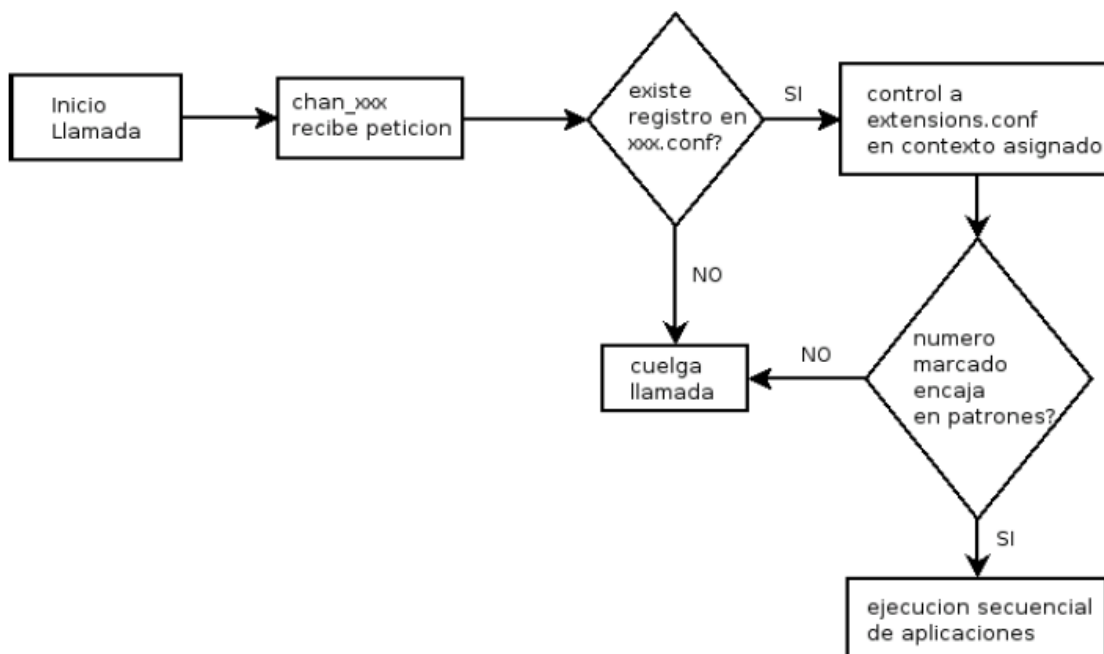 Inicio
Llamada
chan_xxx
recibe peticion
existe
registro en
xxx.conf?
SI
control a
extensions.conf
en contexto asignado
NO
cuelga
llamada
NO
numero
marcado
encaja
en patrones?
SI
ejecucion secuencial
de aplicaciones